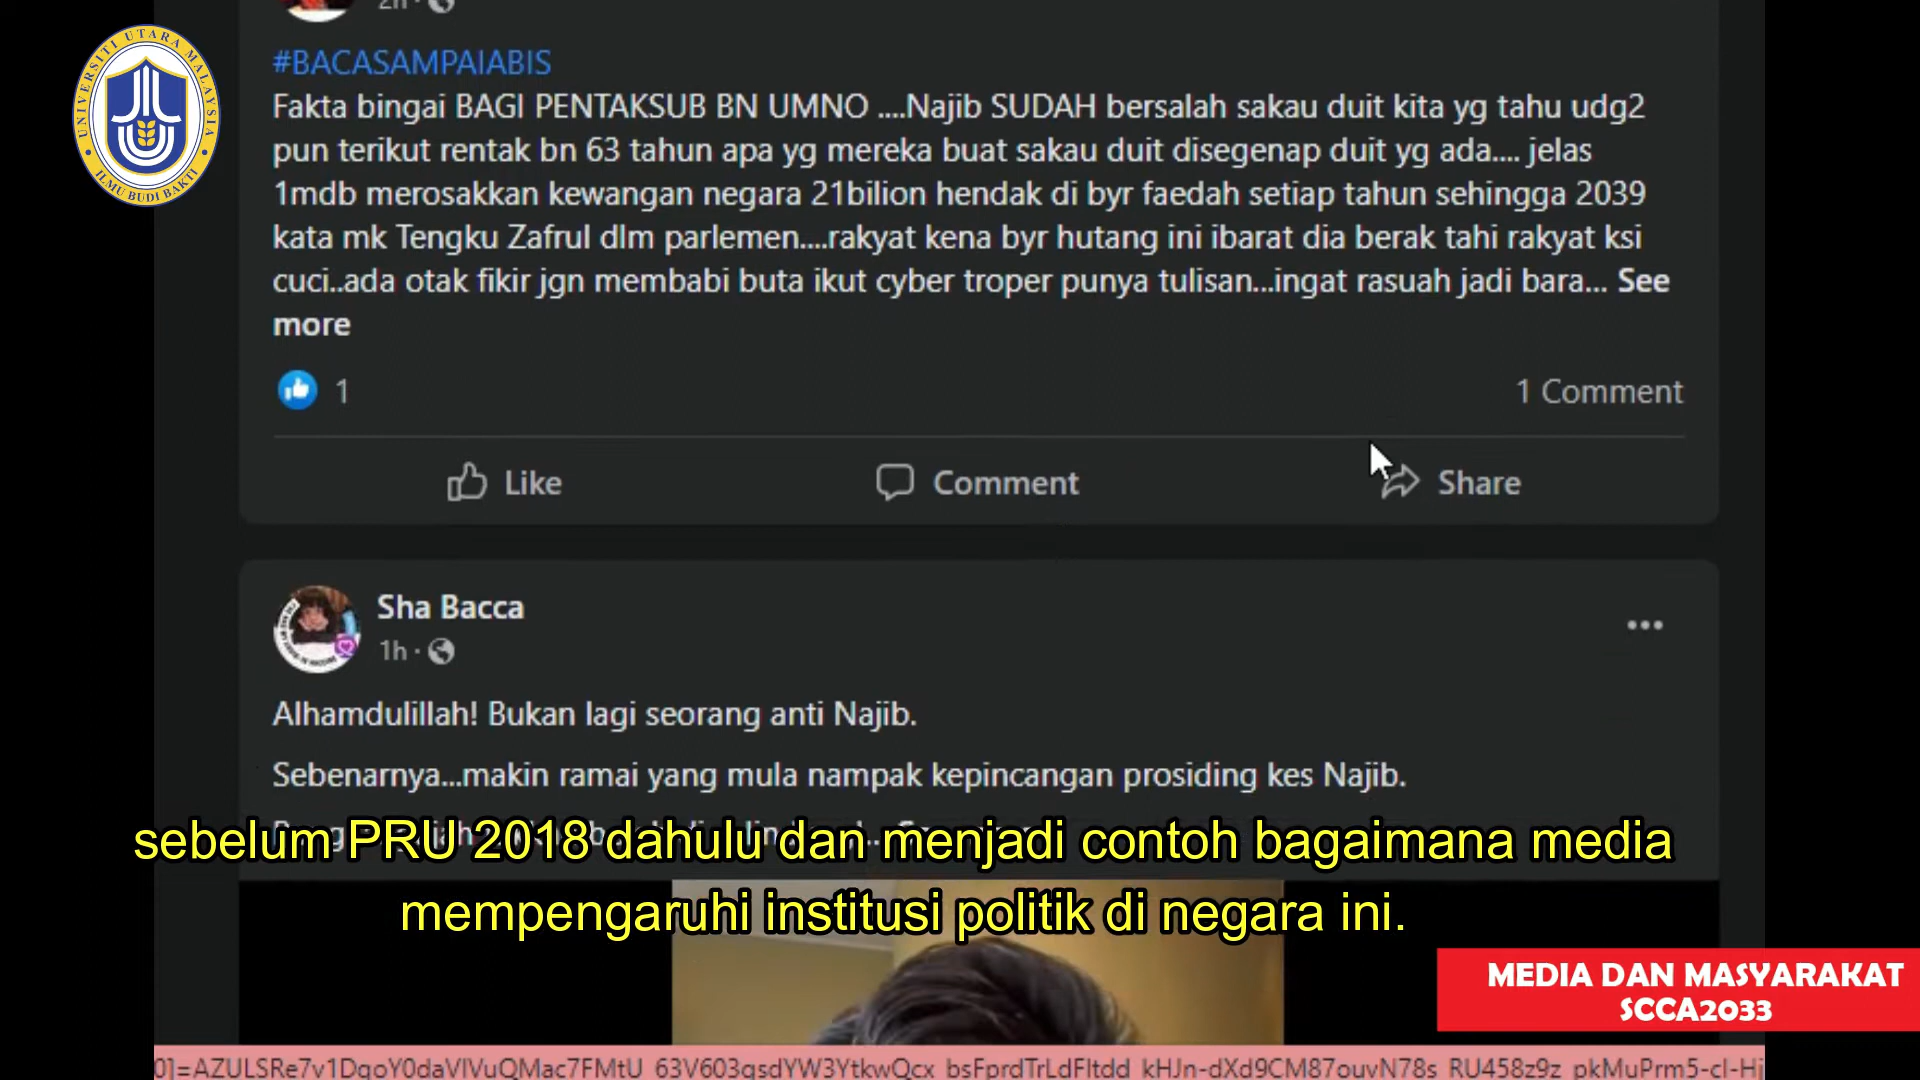 2h
UNIVERSITI UTARA MALAYSIA
ILMU BUDI BAKTI
#BACASAMPAIABIS
Fakta bingai BAGI PENTAKSUB BN UMNO ....Najib SUDAH bersalah sakau duit kita yg tahu udg2
pun terikut rentak bn 63 tahun apa yg mereka buat sakau duit disegenap duit yg ada.... jelas
1mdb merosakkan kewangan negara 21bilion hendak di byr faedah setiap tahun sehingga 2039
kata mk Tengku Zafrul dlm parlemen....rakyat kena byr hutang ini ibarat dia berak tahi rakyat ksi
cuci..ada otak fikir jgn membabi buta ikut cyber troper punya tulisan...ingat rasuah jadi bara... See
more
1
1 Comment
Like
Comment
Share
Sha Bacca
1h
Alhamdulillah! Bukan lagi seorang anti Najib.
Sebenarnya...makin ramai yang mula nampak kepincangan prosiding kes Najib.
sebelum PRU 2018 dahulu dan menjadi contoh bagaimana media
mempengaruhi institusi politik di negara ini.
MEDIA DAN MASYARAKAT
SCCA2033